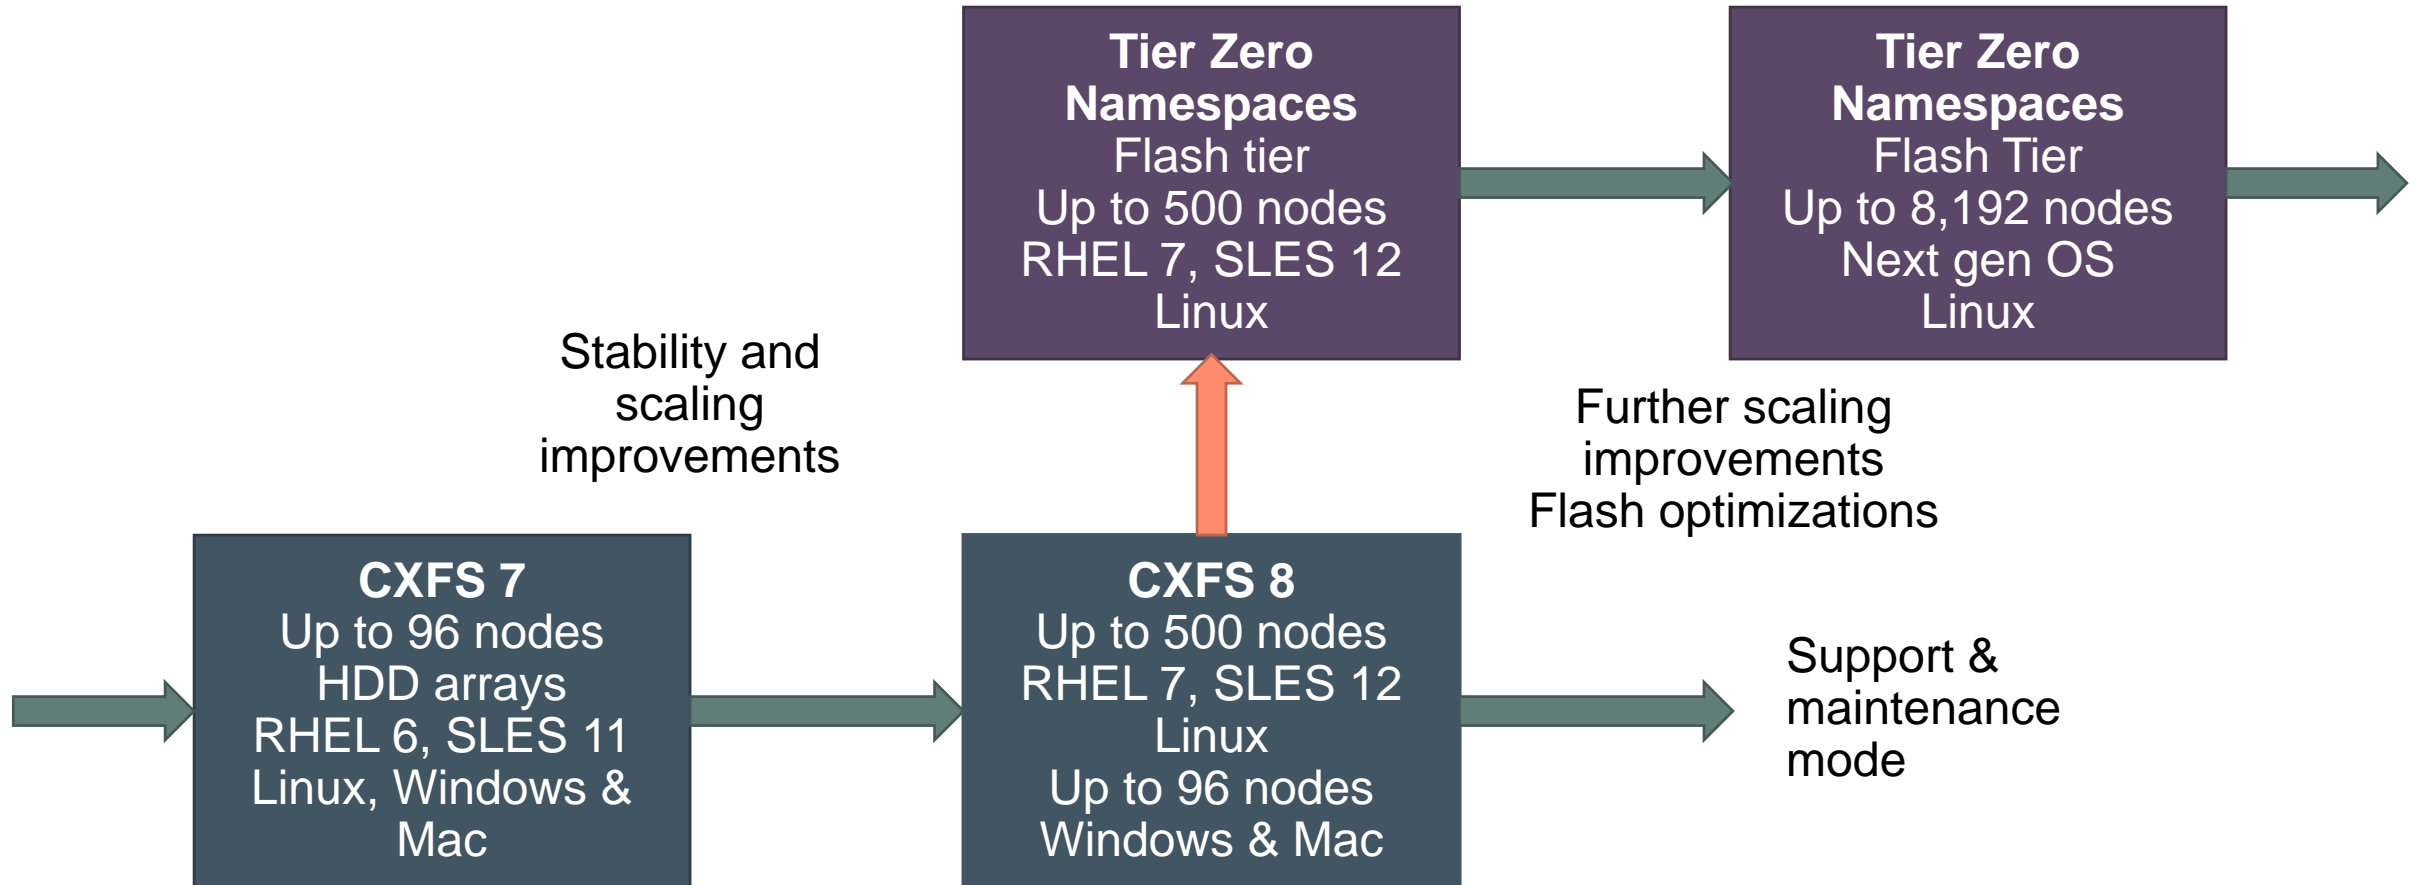 Tier Zero
Namespaces
Flash tier
Up to 500 nodes
RHEL 7, SLES 12
Linux
Tier Zero
Namespaces
Flash Tier
Up to 8,192 nodes
Next gen OS
Linux
Stability and
scaling
improvements
Further scaling
improvements
Flash optimizations
CXFS 7
Up to 96 nodes
HDD arrays
RHEL 6, SLES 11
Linux, Windows &
Mac
CXFS 8
Up to 500 nodes
RHEL 7, SLES 12
Linux
Up to 96 nodes
Windows & Mac
Support &
maintenance
mode